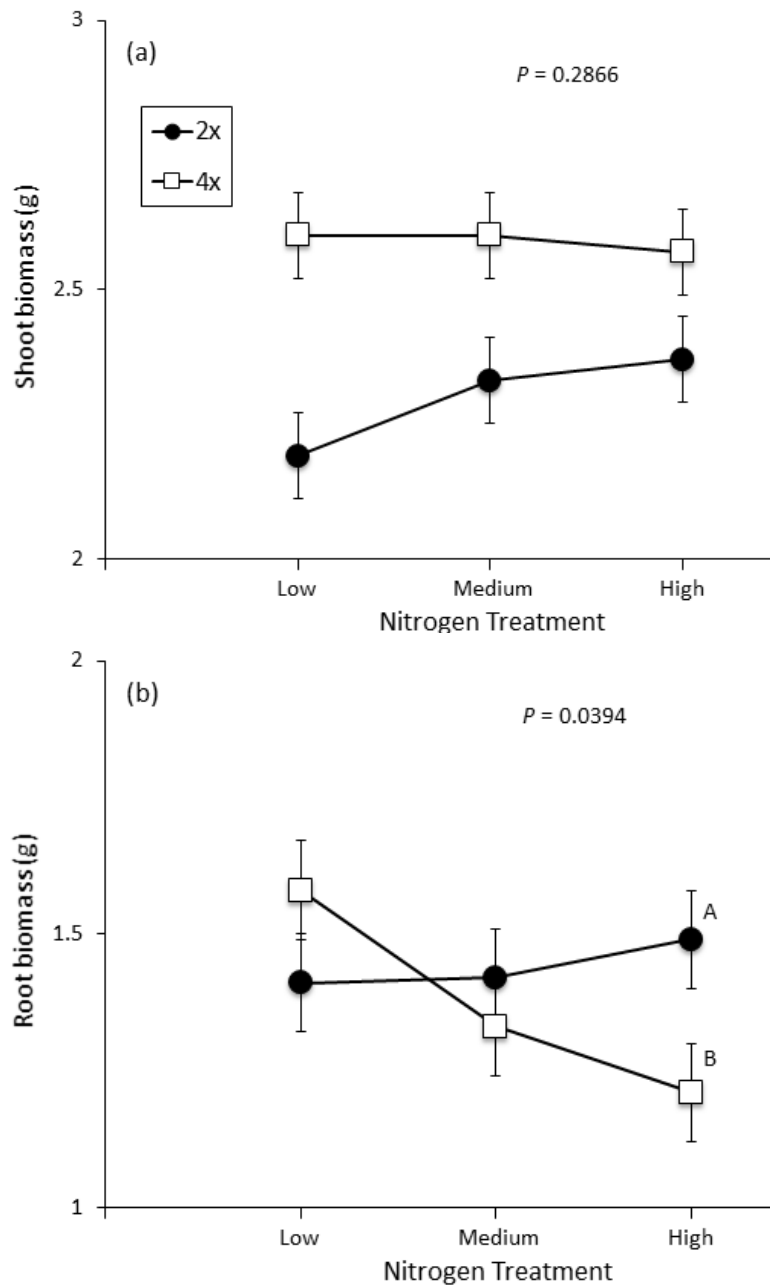 3
(a)
P = 0.2866
2x
4x
Shoot biomass (g)
2.5
2
Low Medium High
Nitrogen Treatment
2
(b)
P = 0.0394
A
Root biomass (g)
1.5
B
1
Low Medium High
Nitrogen Treatment